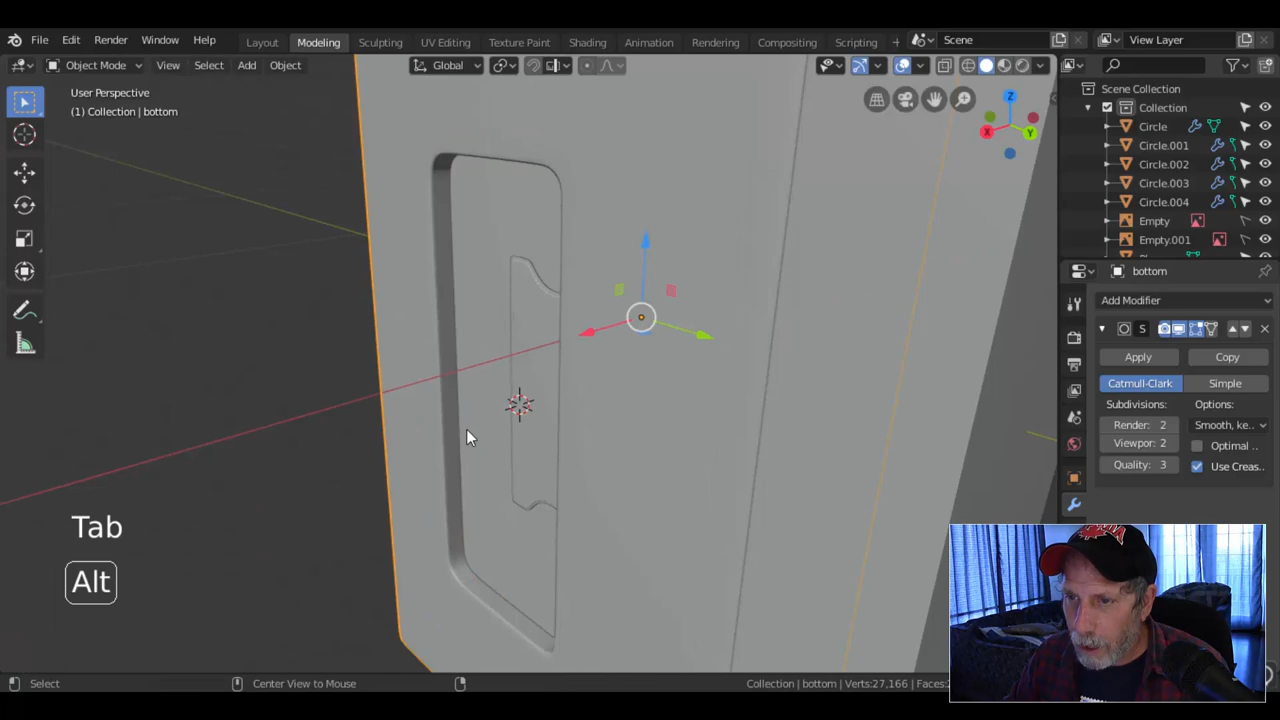 File Edit Render Window Help Layout Modeling Sculpting UV Editing Texture Paint Shading Animation Rendering Compositing Scripting + Scene View Layer
Object Mode View Select Add Object Global
User Perspective
(1) Collection | bottom
Z
X
Y
Scene Collection
Collection
Circle
Circle.001
Circle.002
Circle.003
Circle.004
Empty
Empty.001
bottom
Add Modifier
S
Apply Copy
Catmull-Clark Simple
Subdivisions: Options:
Render: 2 Smooth, ke..
Viewpor: 2 Optimal ..
Quality: 3 Use Creas..
Tab
Alt
Select Center View to Mouse Collection | bottom | Verts:27,166 | Faces: